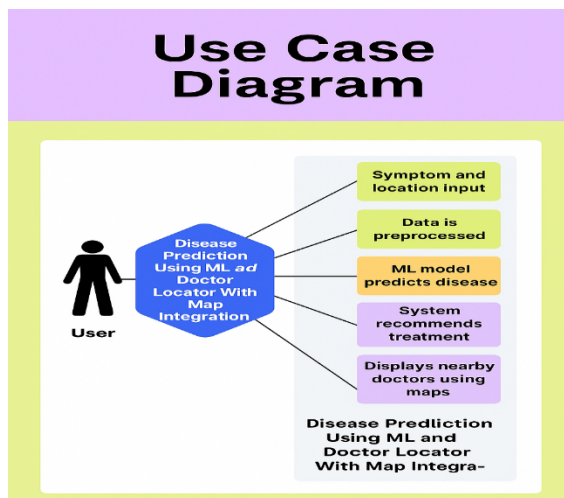 Use Case
Diagram
User
Disease
Prediction
Using ML ad
Doctor
Locator With
Map
Integration
Symptom and
location input
Data is
preprocessed
ML model
predicts disease
System
recommends
treatment
Displays nearby
doctors using
maps
Disease Predliction
Using ML and
Doctor Locator
With Map Integra-